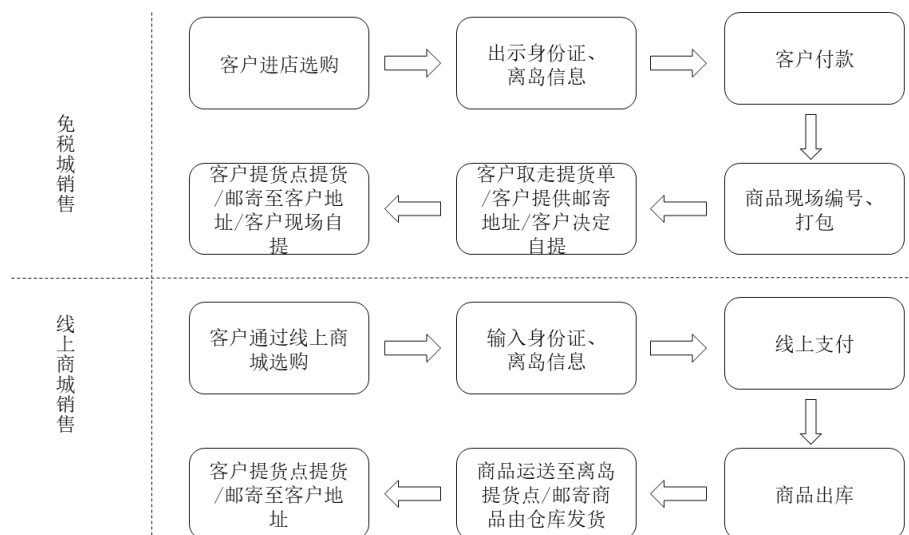 免税城销售
客户进店选购
出示身份证、
离岛信息
客户付款
商品现场编号、
打包
客户取走提货单
/客户提供邮寄
地址/客户决定
自提
客户提货点提货
/邮寄至客户地
址/客户现场自
提
线上商城销售
客户通过线上商
城选购
输入身份证、
离岛信息
线上支付
商品出库
商品运送至离岛
提货点/邮寄商
品由仓库发货
客户提货点提货
/邮寄至客户地
址